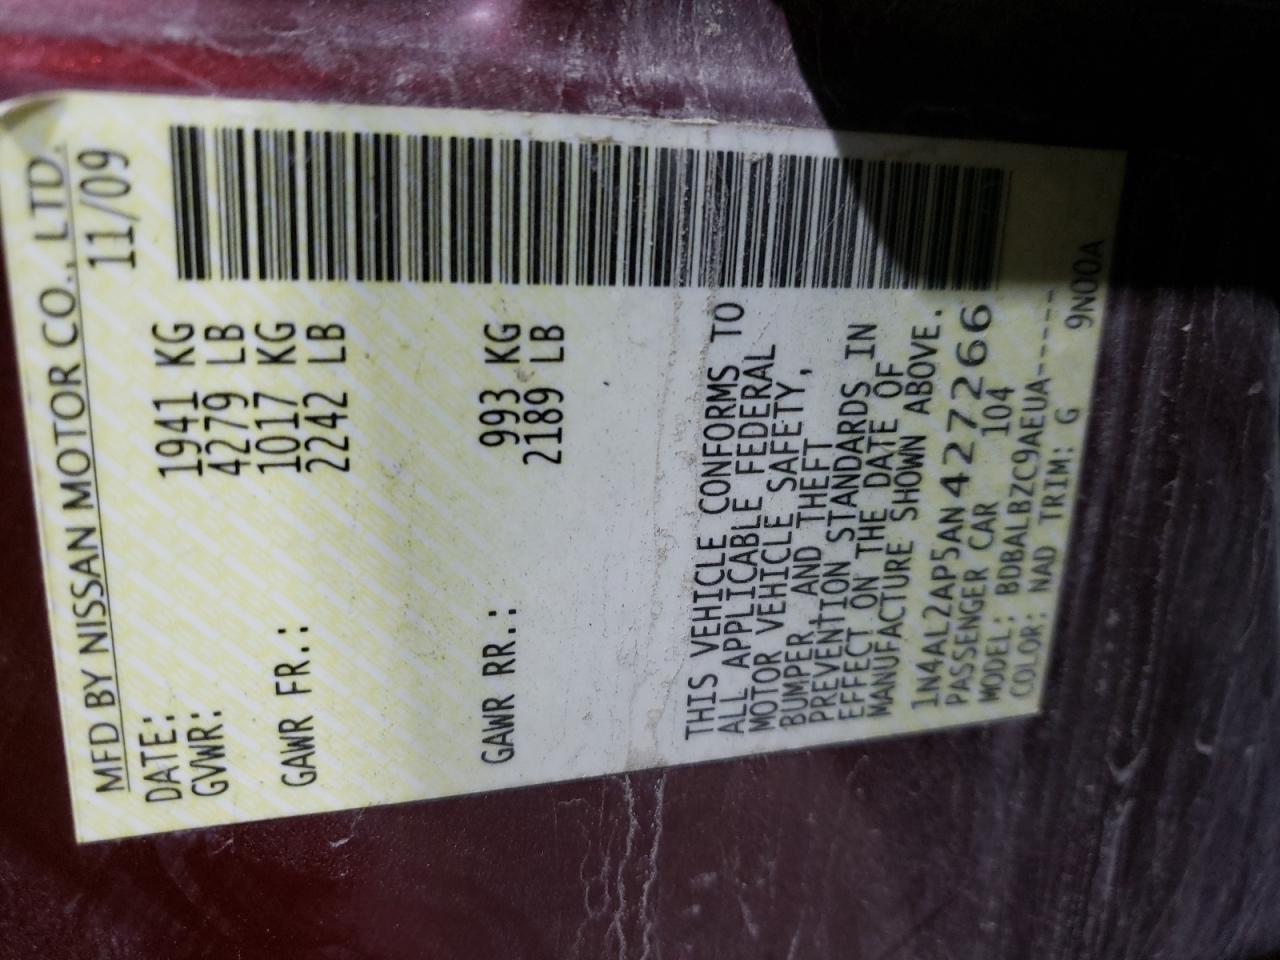 MFD BY NISSAN MOTOR CO., LTD.
DATE: 11/09
GVWR: 1941 KG
4279 LB
GAWR FR.: 1017 KG
2242 LB
GAWR RR.: 993 KG
2189 LB
THIS VEHICLE CONFORMS TO
ALL APPLICABLE FEDERAL
MOTOR VEHICLE SAFETY,
BUMPER, AND THEFT
PREVENTION STANDARDS IN
EFFECT ON THE DATE OF
MANUFACTURE SHOWN ABOVE.
1N4AL2AP5AN427266
PASSENGER CAR 104
MODEL: BDBALBZC9AEUA-----
COLOR: NAD TRIM: G 9N00A